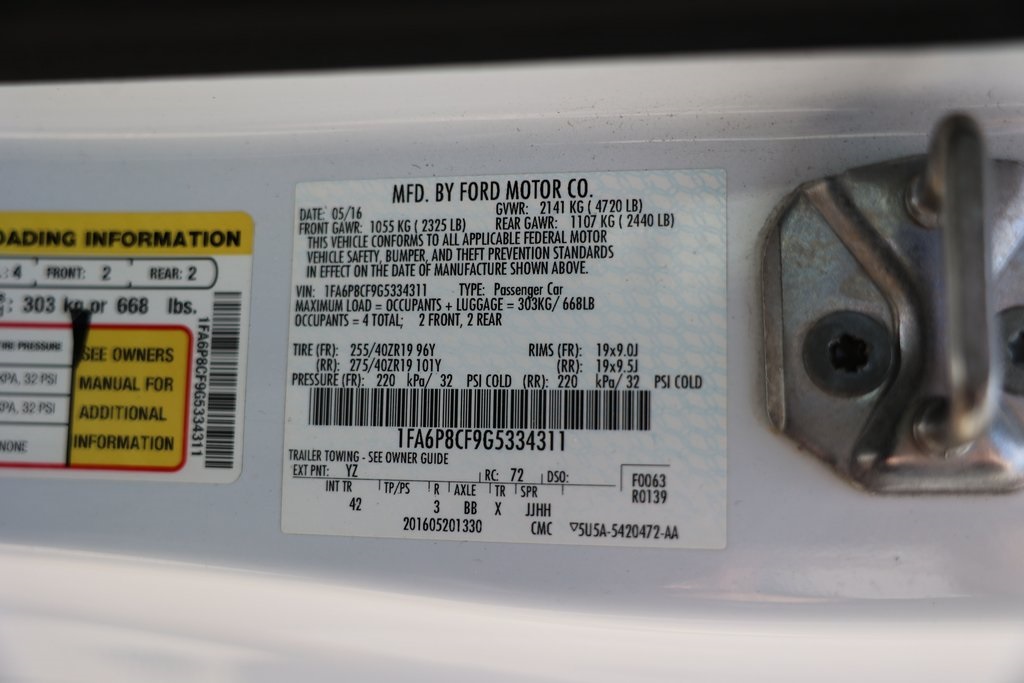 OADING INFORMATION
: 4 FRONT: 2 REAR: 2
: 303 kg or 668 lbs.
TIRE PRESSURE
KPA, 32 PSI
KPA, 32 PSI
NONE
SEE OWNERS
MANUAL FOR
ADDITIONAL
INFORMATION
1FA6P8CF9G5334311
MFD. BY FORD MOTOR CO.
DATE: 05/16 GVWR: 2141 KG ( 4720 LB)
FRONT GAWR: 1055 KG ( 2325 LB) REAR GAWR: 1107 KG ( 2440 LB)
THIS VEHICLE CONFORMS TO ALL APPLICABLE FEDERAL MOTOR
VEHICLE SAFETY, BUMPER, AND THEFT PREVENTION STANDARDS
IN EFFECT ON THE DATE OF MANUFACTURE SHOWN ABOVE.
VIN: 1FA6P8CF9G5334311 TYPE: Passenger Car
MAXIMUM LOAD = OCCUPANTS + LUGGAGE = 303KG/ 668LB
OCCUPANTS = 4 TOTAL; 2 FRONT, 2 REAR
TIRE (FR): 255/40ZR19 96Y RIMS (FR): 19x9.0J
(RR): 275/40ZR19 101Y (RR): 19x9.5J
PRESSURE (FR): 220 kPa/ 32 PSI COLD (RR): 220 kPa/ 32 PSI COLD
1FA6P8CF9G5334311
TRAILER TOWING - SEE OWNER GUIDE
EXT PNT: YZ RC: 72 DSO: F0063
INT TR TP/PS R AXLE TR SPR R0139
42 3 BB X JJHH
201605201330 CMC ▽5U5A-5420472-AA